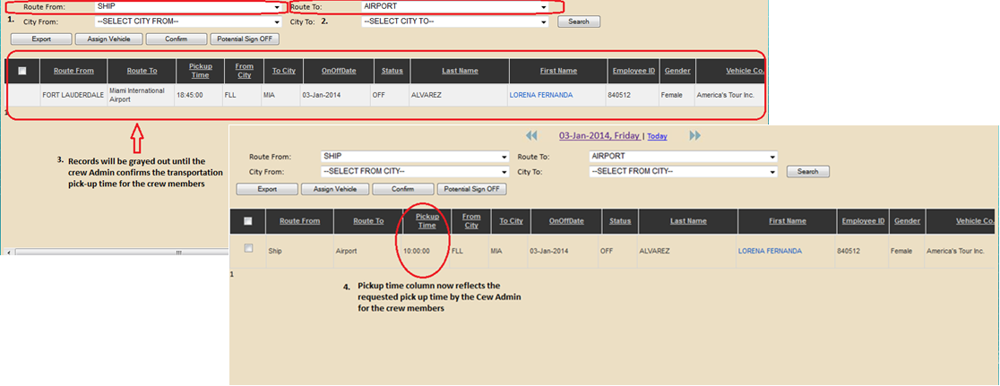 Route From: SHIP Route To: AIRPORT
1. City From: --SELECT CITY FROM-- City To: 2. --SELECT CITY TO-- Search
Export Assign Vehicle Confirm Potential Sign OFF
Route From Route To Pickup Time From City To City OnOffDate Status Last Name First Name Employee ID Gender Vehicle Co.
FORT LAUDERDALE Miami International Airport 18:45:00 FLL MIA 03-Jan-2014 OFF ALVAREZ LORENA FERNANDA 840512 Female America's Tour Inc.
1
3. Records will be grayed out until the
crew Admin confirms the transportation
pick-up time for the crew members
03-Jan-2014, Friday | Today
Route From: SHIP Route To: AIRPORT
City From: --SELECT FROM CITY-- City To: --SELECT FROM CITY-- Search
Export Assign Vehicle Confirm Potential Sign OFF
Route From Route To Pickup Time From City To City OnOffDate Status Last Name First Name Employee ID Gender Vehicle Co.
Ship Airport 10:00:00 FLL MIA 03-Jan-2014 OFF ALVAREZ LORENA FERNANDA 840512 Female America's Tour Inc.
1
4. Pickup time column now reflects the
requested pick up time by the Cew Admin
for the crew members